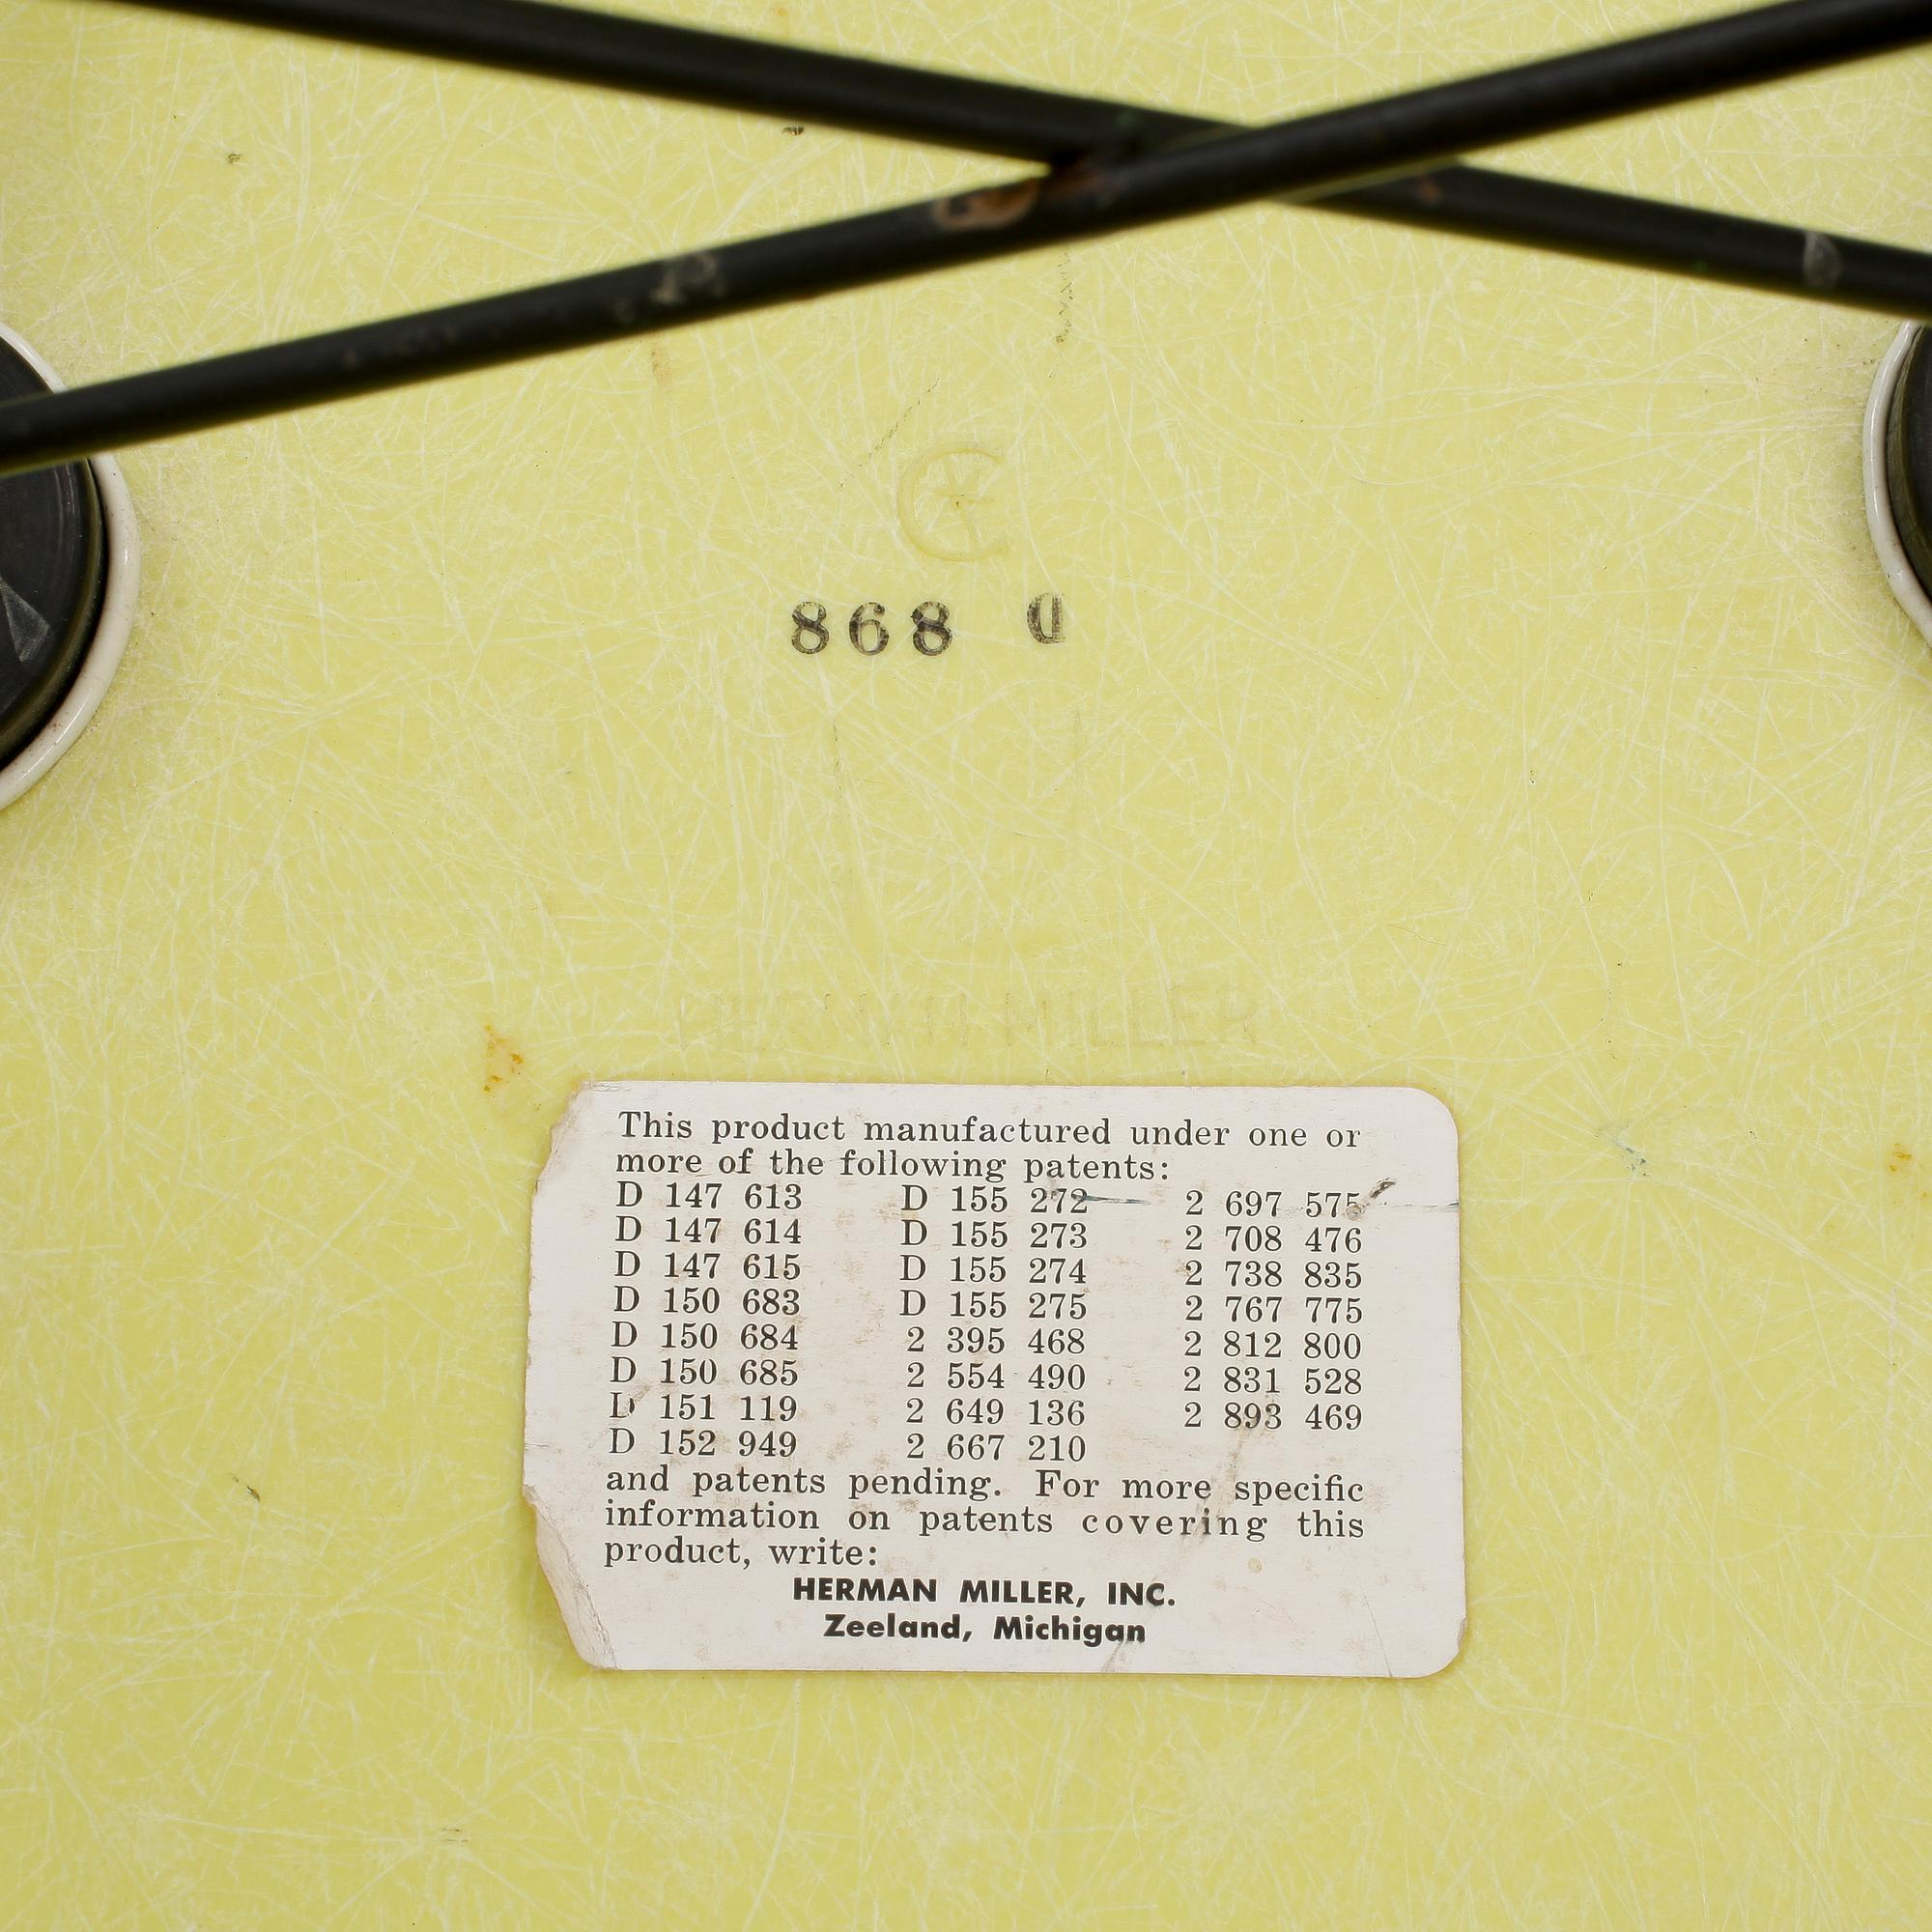 868 D
HERMAN MILLER
This product manufactured under one or
more of the following patents:
D 147 613 D 155 272 2 697 575
D 147 614 D 155 273 2 708 476
D 147 615 D 155 274 2 738 835
D 150 683 D 155 275 2 767 775
D 150 684 2 395 468 2 812 800
D 150 685 2 554 490 2 831 528
D 151 119 2 649 136 2 893 469
D 152 949 2 667 210
and patents pending. For more specific
information on patents covering this
product, write:
HERMAN MILLER, INC.
Zeeland, Michigan